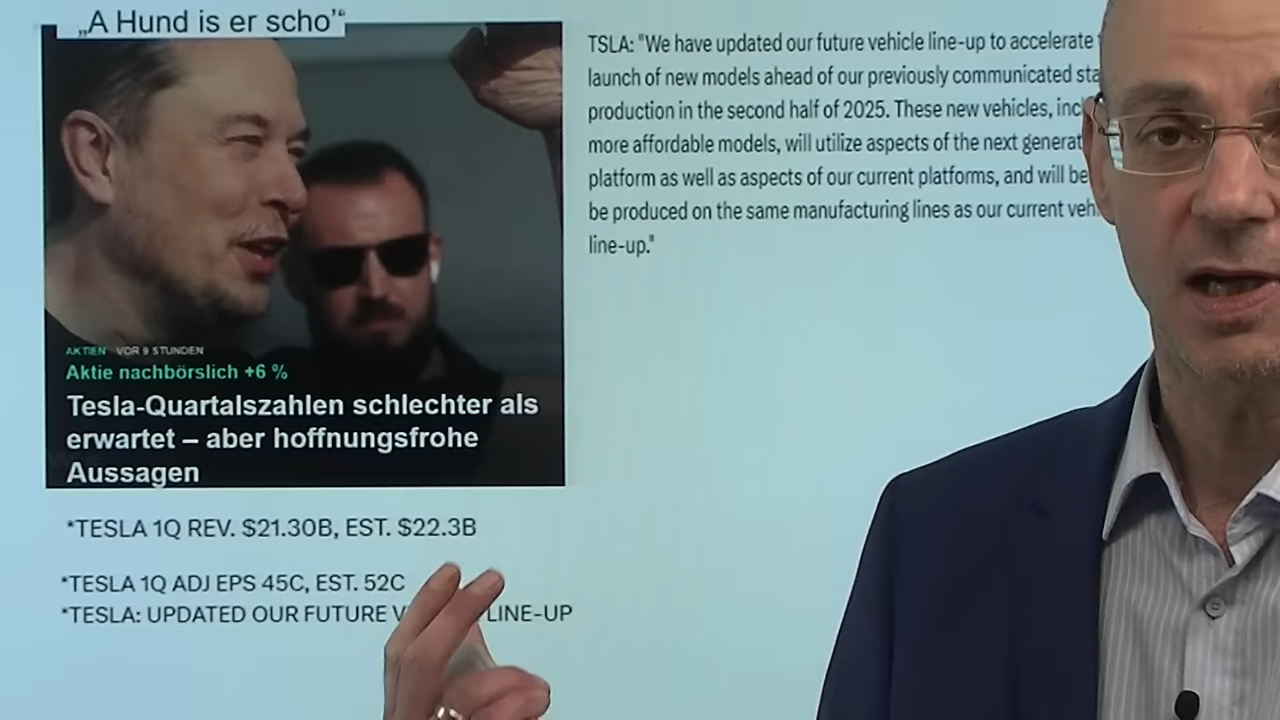 „A Hund is er scho’“
AKTIEN VOR 9 STUNDEN
Aktie nachbörslich +6 %
Tesla-Quartalszahlen schlechter als
erwartet – aber hoffnungsfrohe
Aussagen
*TESLA 1Q REV. $21.30B, EST. $22.3B
*TESLA 1Q ADJ EPS 45C, EST. 52C
*TESLA: UPDATED OUR FUTURE LINE-UP
TSLA: "We have updated our future vehicle line-up to accelerate
launch of new models ahead of our previously communicated
production in the second half of 2025. These new vehicles,
more affordable models, will utilize aspects of the next
platform as well as aspects of our current platforms, and will be
be produced on the same manufacturing lines as our current
line-up."